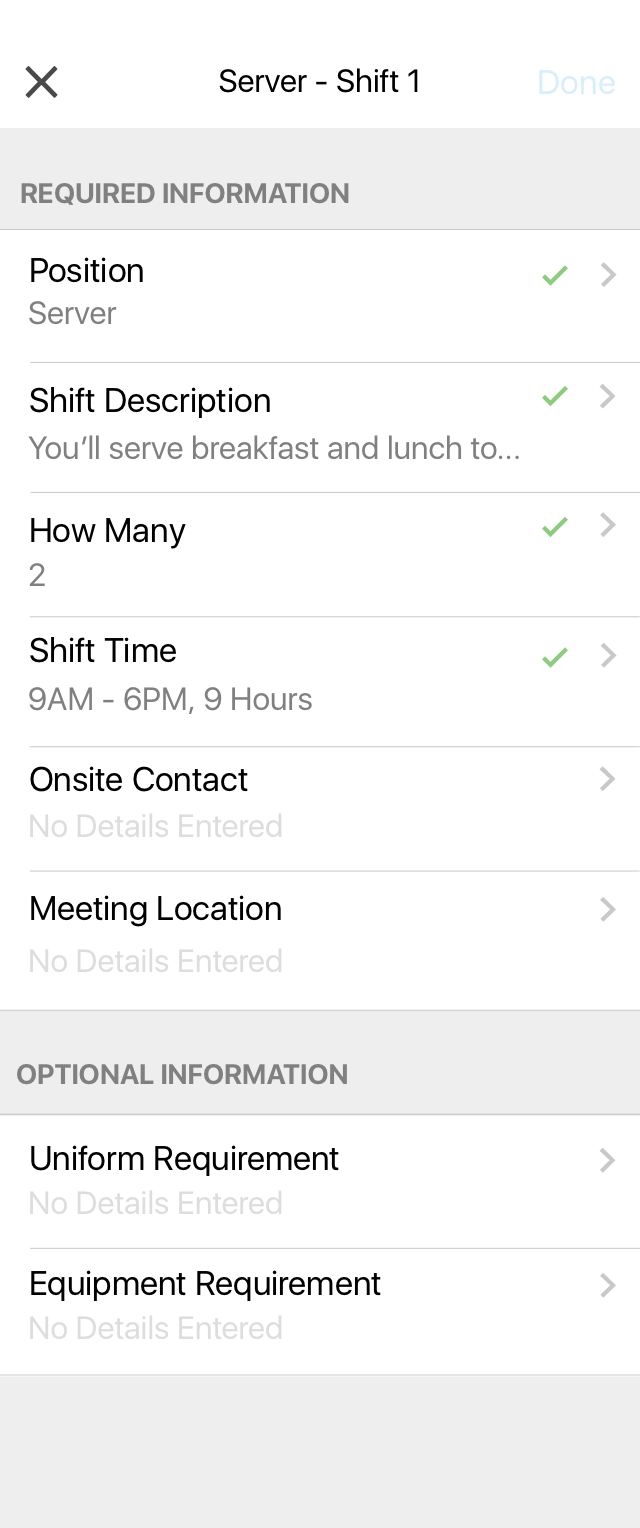 Server - Shift 1
Done
REQUIRED INFORMATION
Position
Server
Shift Description
You’ll serve breakfast and lunch to...
How Many
2
Shift Time
9AM - 6PM, 9 Hours
Onsite Contact
No Details Entered
Meeting Location
No Details Entered
OPTIONAL INFORMATION
Uniform Requirement
No Details Entered
Equipment Requirement
No Details Entered